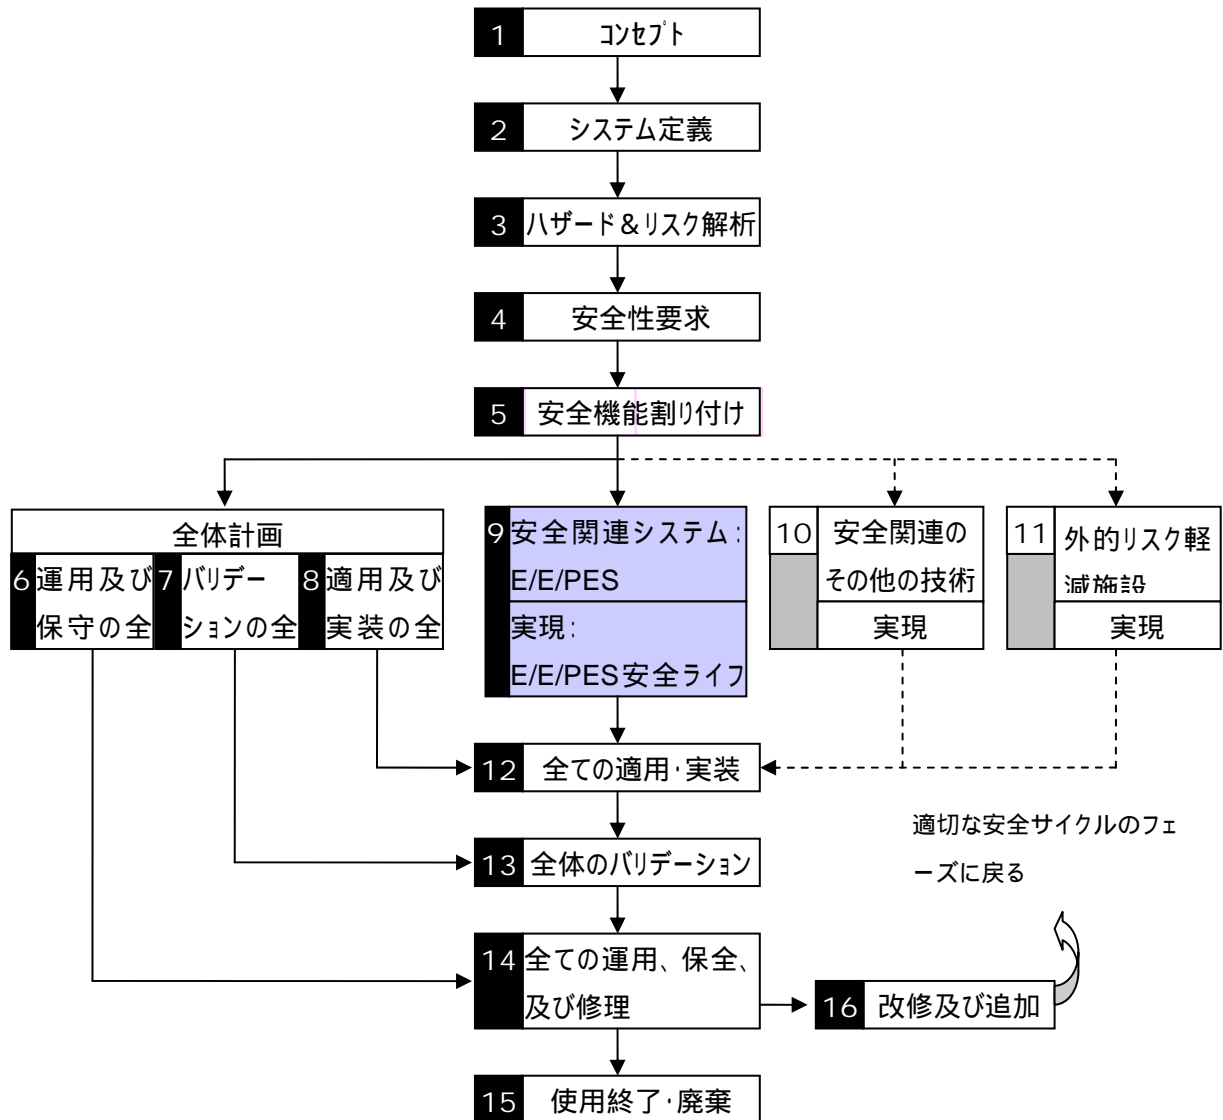 1 コンセプト
2 システム定義
3 ハザード&リスク解析
4 安全性要求
5 安全機能割り付け
全体計画
6 運用及び
保守の全
7 バリデー
ションの全
8 適用及び
実装の全
9 安全関連システム:
E/E/PES
実現:
E/E/PES安全ライフ
10 安全関連の
その他の技術
実現
11 外的リスク軽
減施設
実現
12 全ての適用・実装
13 全体のバリデーション
適切な安全サイクルのフェ
ーズに戻る
14 全ての運用、保全、
及び修理
16 改修及び追加
15 使用終了・廃棄